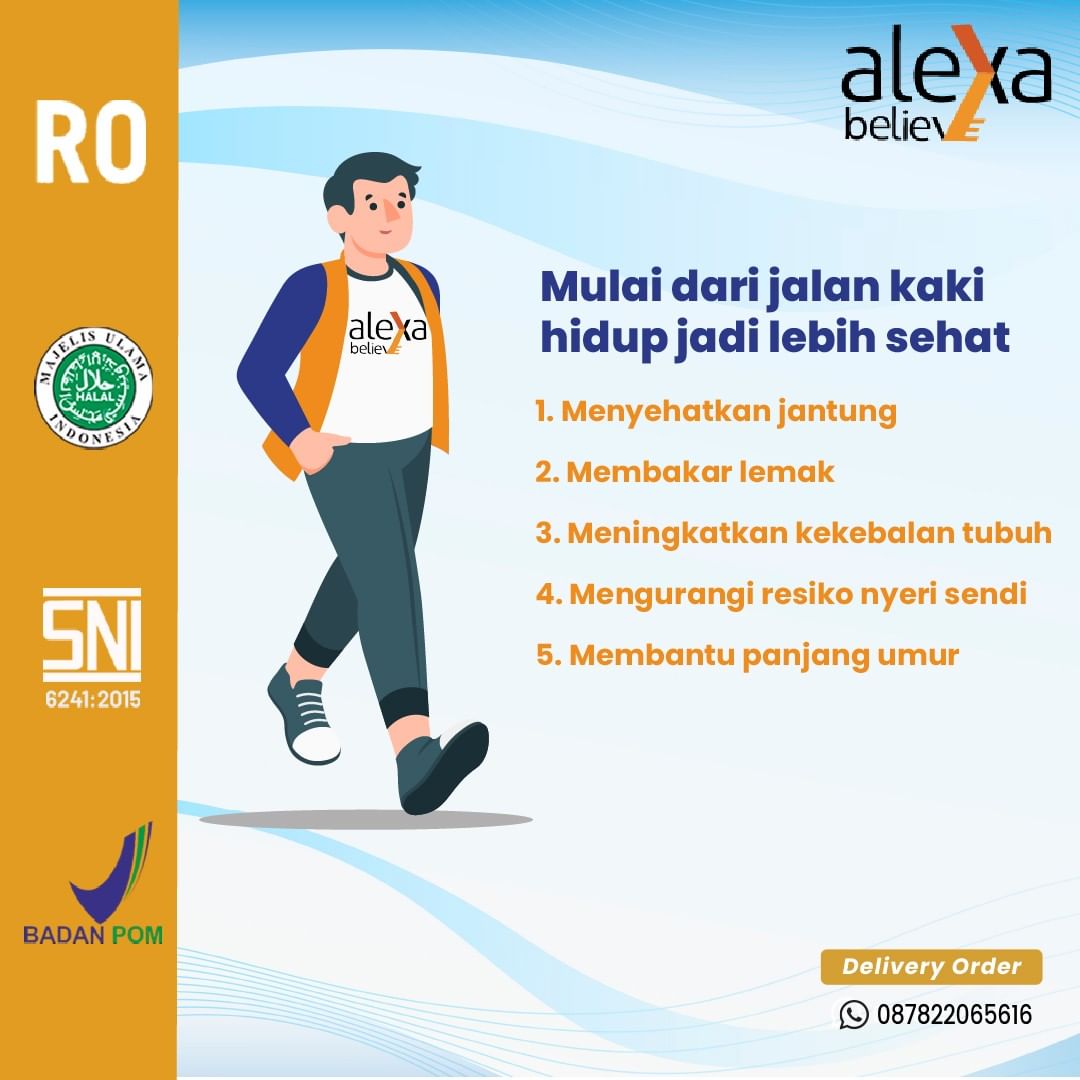 RO
MAJELIS ULAMA
حلال
HALAL
INDONESIA
SNI
6241:2015
BADAN POM
alexa
believe
alexa
believe
Mulai dari jalan kaki
hidup jadi lebih sehat
1. Menyehatkan jantung
2. Membakar lemak
3. Meningkatkan kekebalan tubuh
4. Mengurangi resiko nyeri sendi
5. Membantu panjang umur
Delivery Order
087822065616